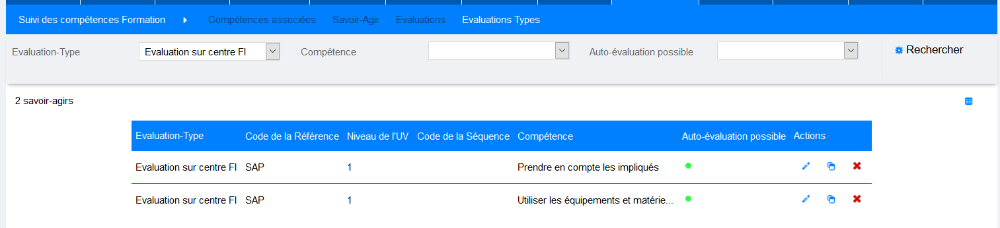 Suivi des compétences Formation Compétences associées Savoir-Agir Evaluations Evaluations Types
Evaluation-Type Evaluation sur centre FI Compétence Auto-évaluation possible Rechercher
2 savoir-agirs
Evaluation-Type Code de la Référence Niveau de l'UV Code de la Séquence Compétence Auto-évaluation possible Actions
Evaluation sur centre FI SAP 1 Prendre en compte les impliqués
Evaluation sur centre FI SAP 1 Utiliser les équipements et matérie...